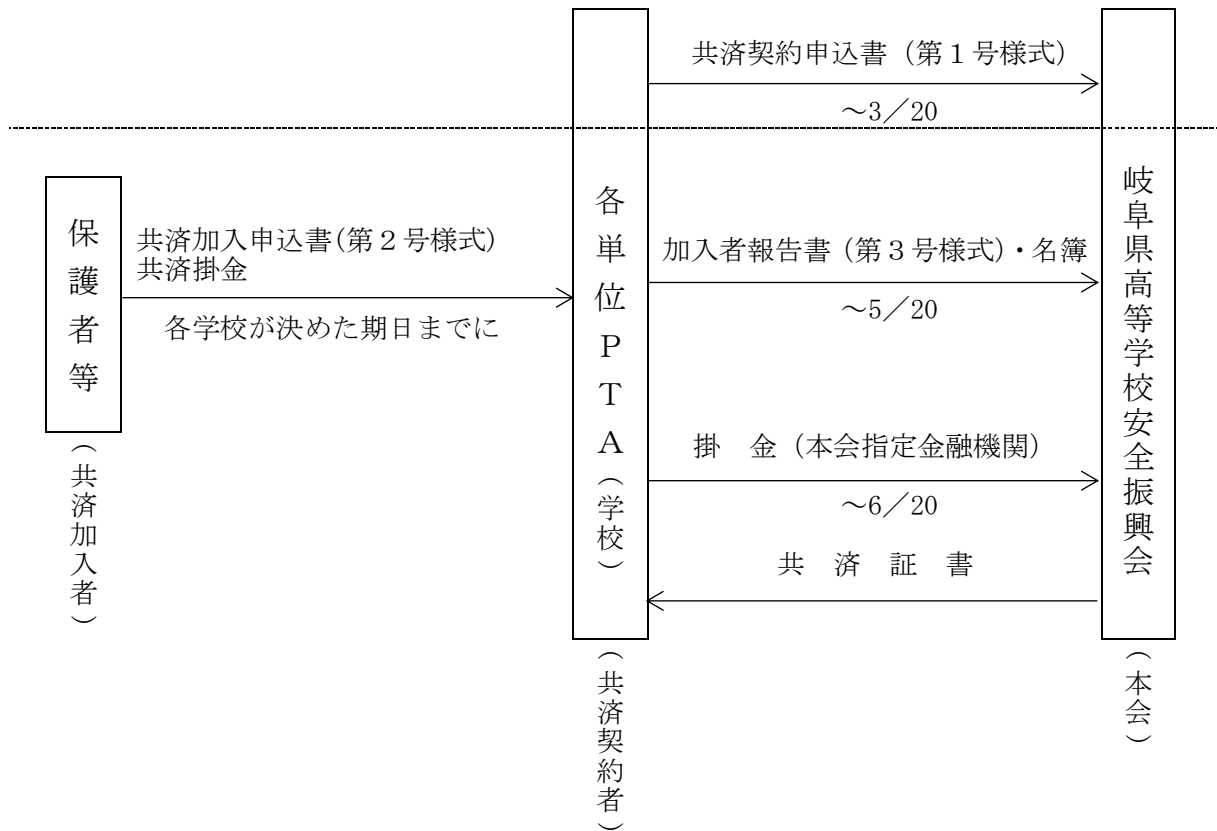 共済契約申込書（第１号様式）
～3／20
保護者等
（共済加入者）
共済加入申込書（第２号様式）
共済掛金
各学校が決めた期日までに
各単位ＰＴＡ（学校）
（共済契約者）
加入者報告書（第３号様式）・名簿
～5／20
掛　金（本会指定金融機関）
～6／20
共　済　証　書
岐阜県高等学校安全振興会
（本会）